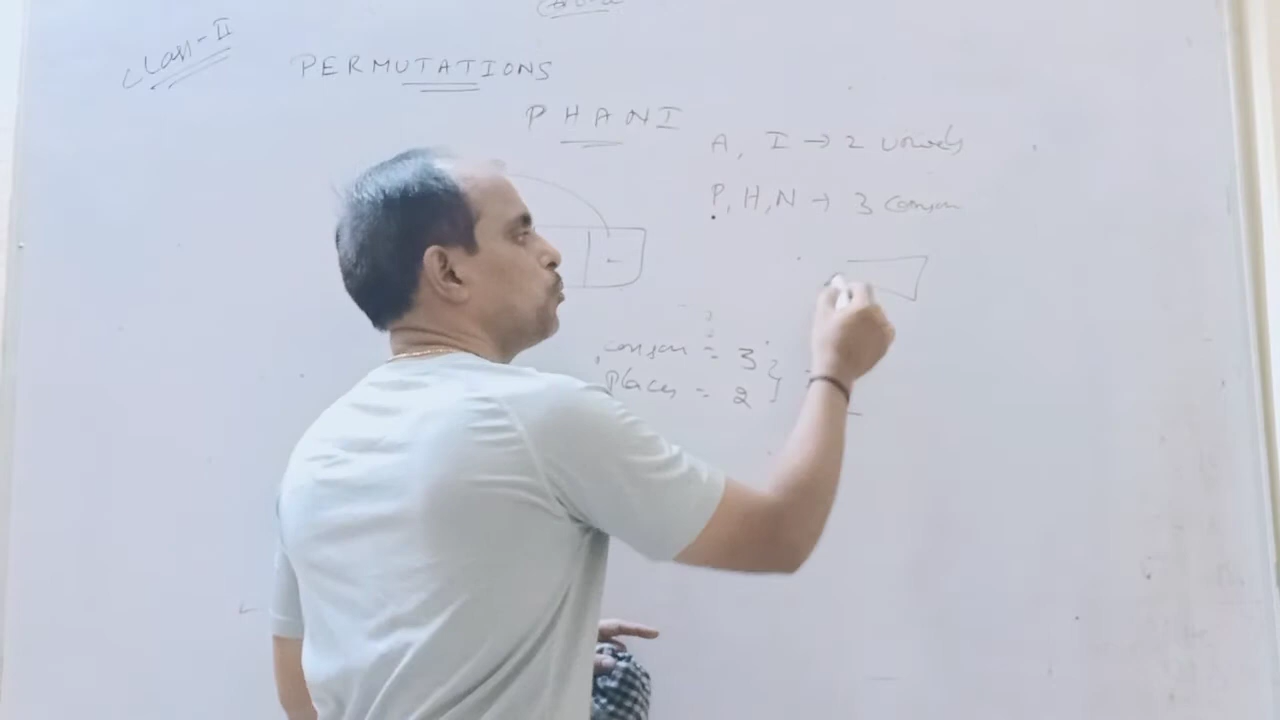 Class-II
PERMUTATIONS
PHANI
A, I → 2 vowels
P, H, N → 3 conson
conson = 3
Places = 2 }